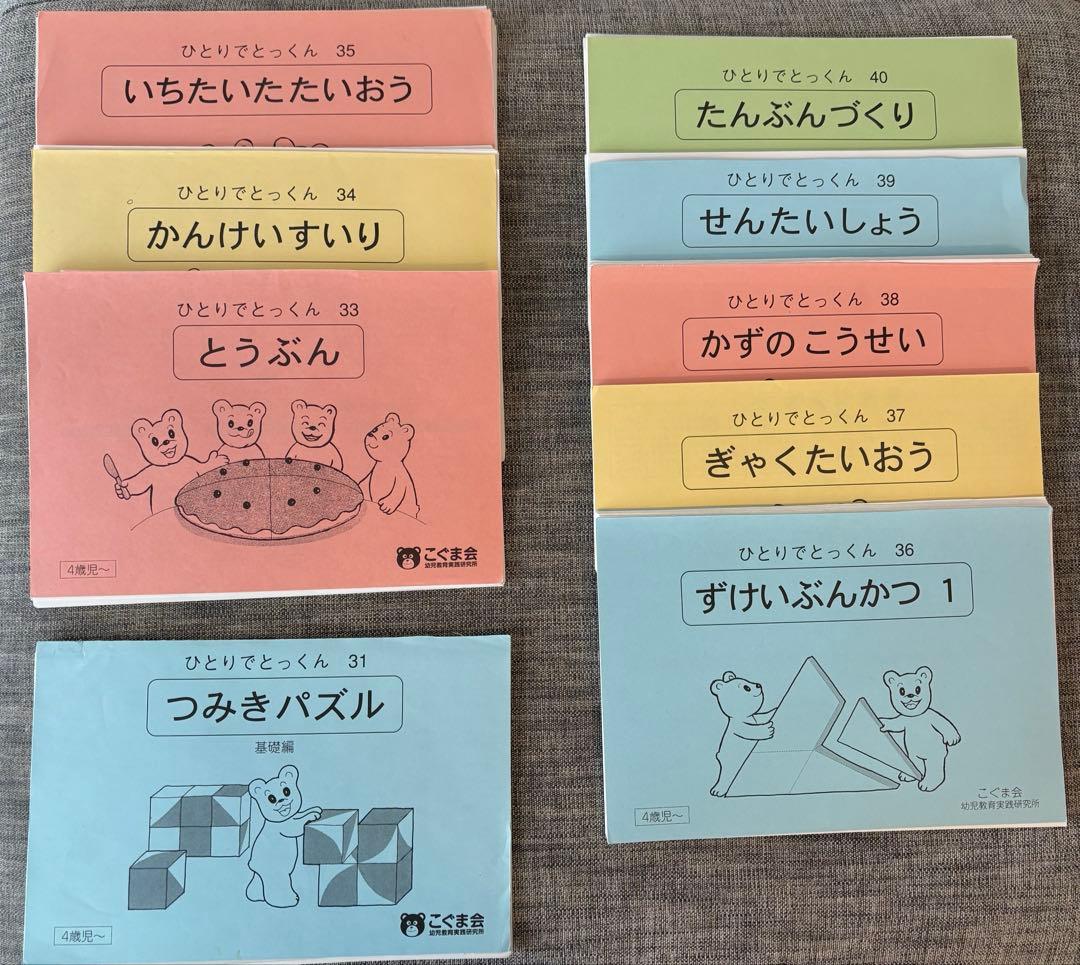 ひとりでとっくん 35
いちたいたたいおう
ひとりでとっくん 34
かんけいすいり
ひとりでとっくん 33
とうぶん
4歳児～
こぐま会
幼児教育実践研究所
ひとりでとっくん 31
つみきパズル
基礎編
4歳児～
こぐま会
幼児教育実践研究所
ひとりでとっくん 40
たんぶんづくり
ひとりでとっくん 39
せんたいしょう
ひとりでとっくん 38
かずのこうせい
ひとりでとっくん 37
ぎゃくたいおう
ひとりでとっくん 36
ずけいぶんかつ 1
4歳児～
こぐま会
幼児教育実践研究所